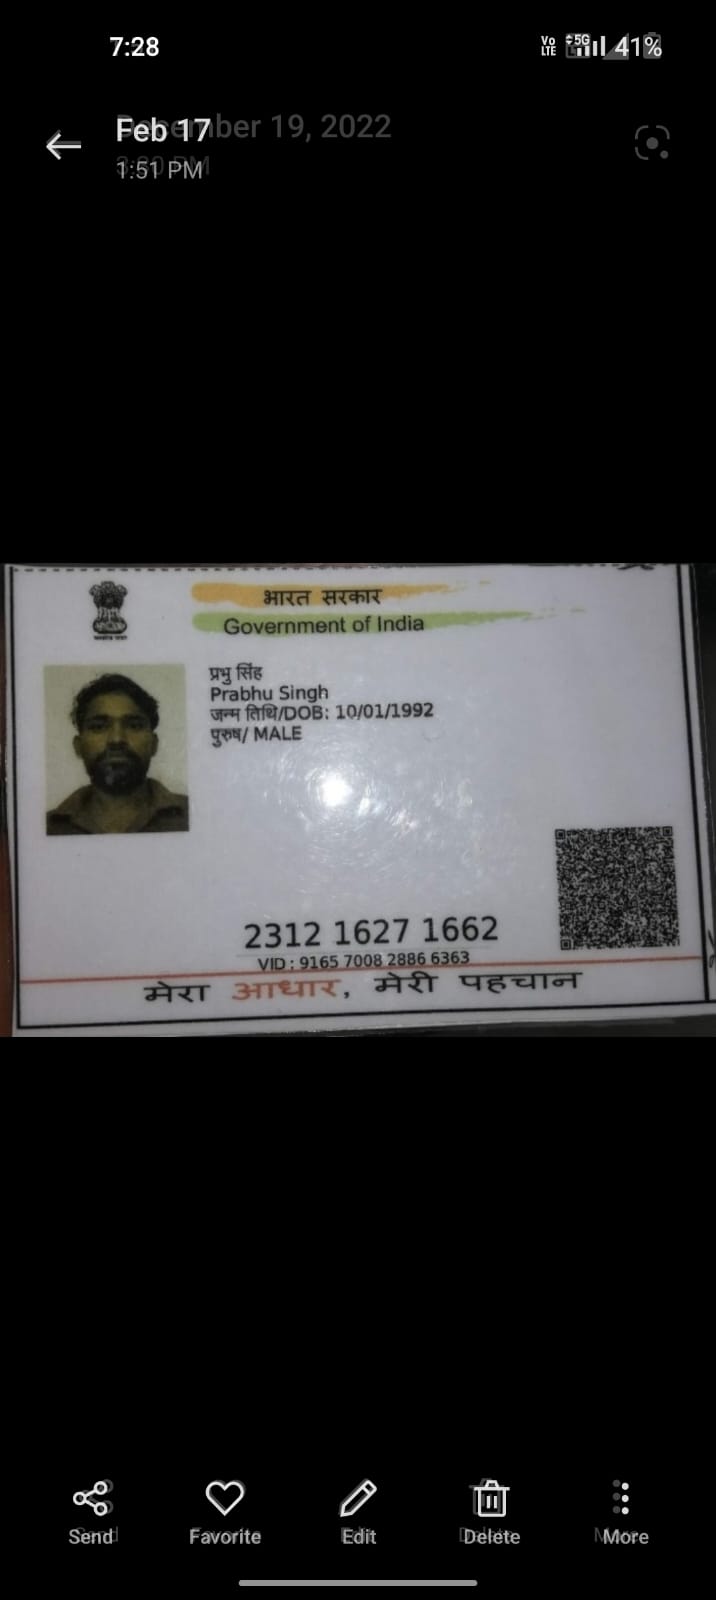 7:28
Vo LTE 5G 41%
December 19, 2022
Feb 17
1:51 PM
भारत सरकार
Government of India
प्रभु सिंह
Prabhu Singh
जन्म तिथि/DOB: 10/01/1992
पुरुष/ MALE
2312 1627 1662
VID : 9165 7008 2886 6363
मेरा आधार, मेरी पहचान
Send Favorite Edit Delete More